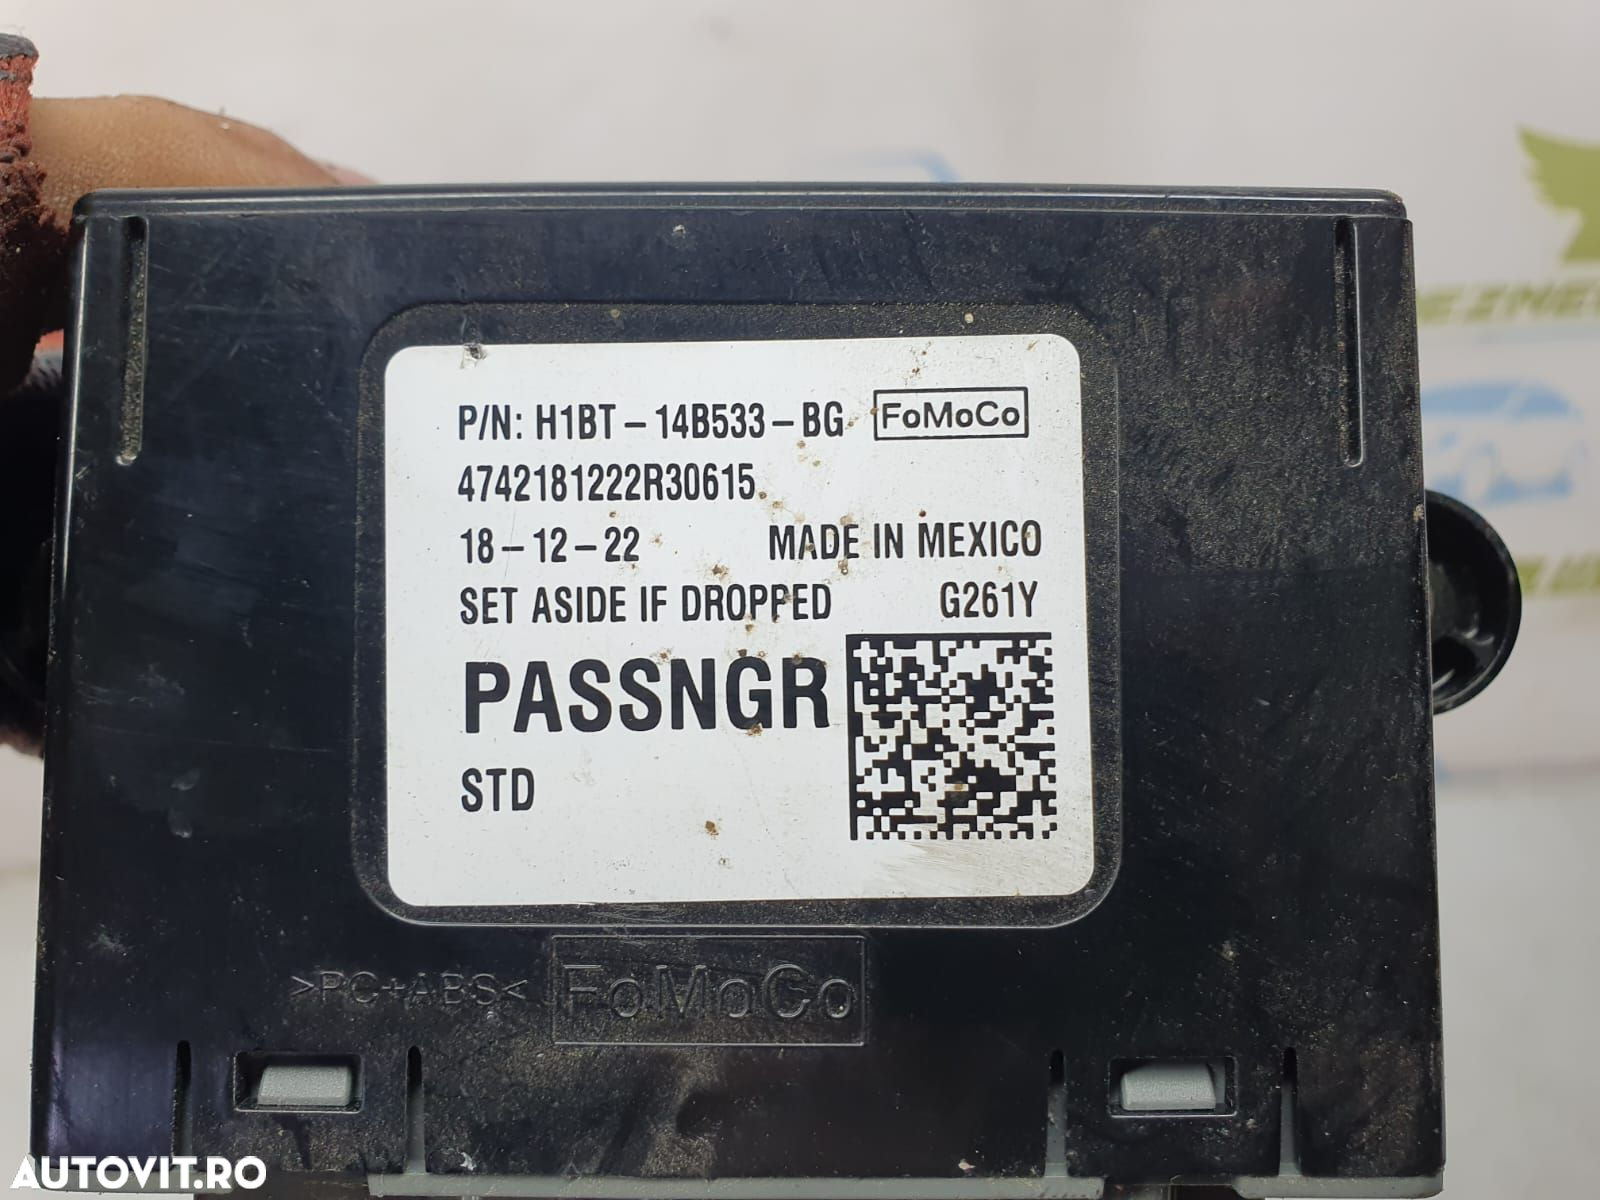 P/N: H1BT-14B533-BG FoMoCo
4742181222R30615
18-12-22 MADE IN MEXICO
SET ASIDE IF DROPPED G261Y
PASSNGR
STD
>PC+ABS< FoMoCo
AUTOVIT.RO